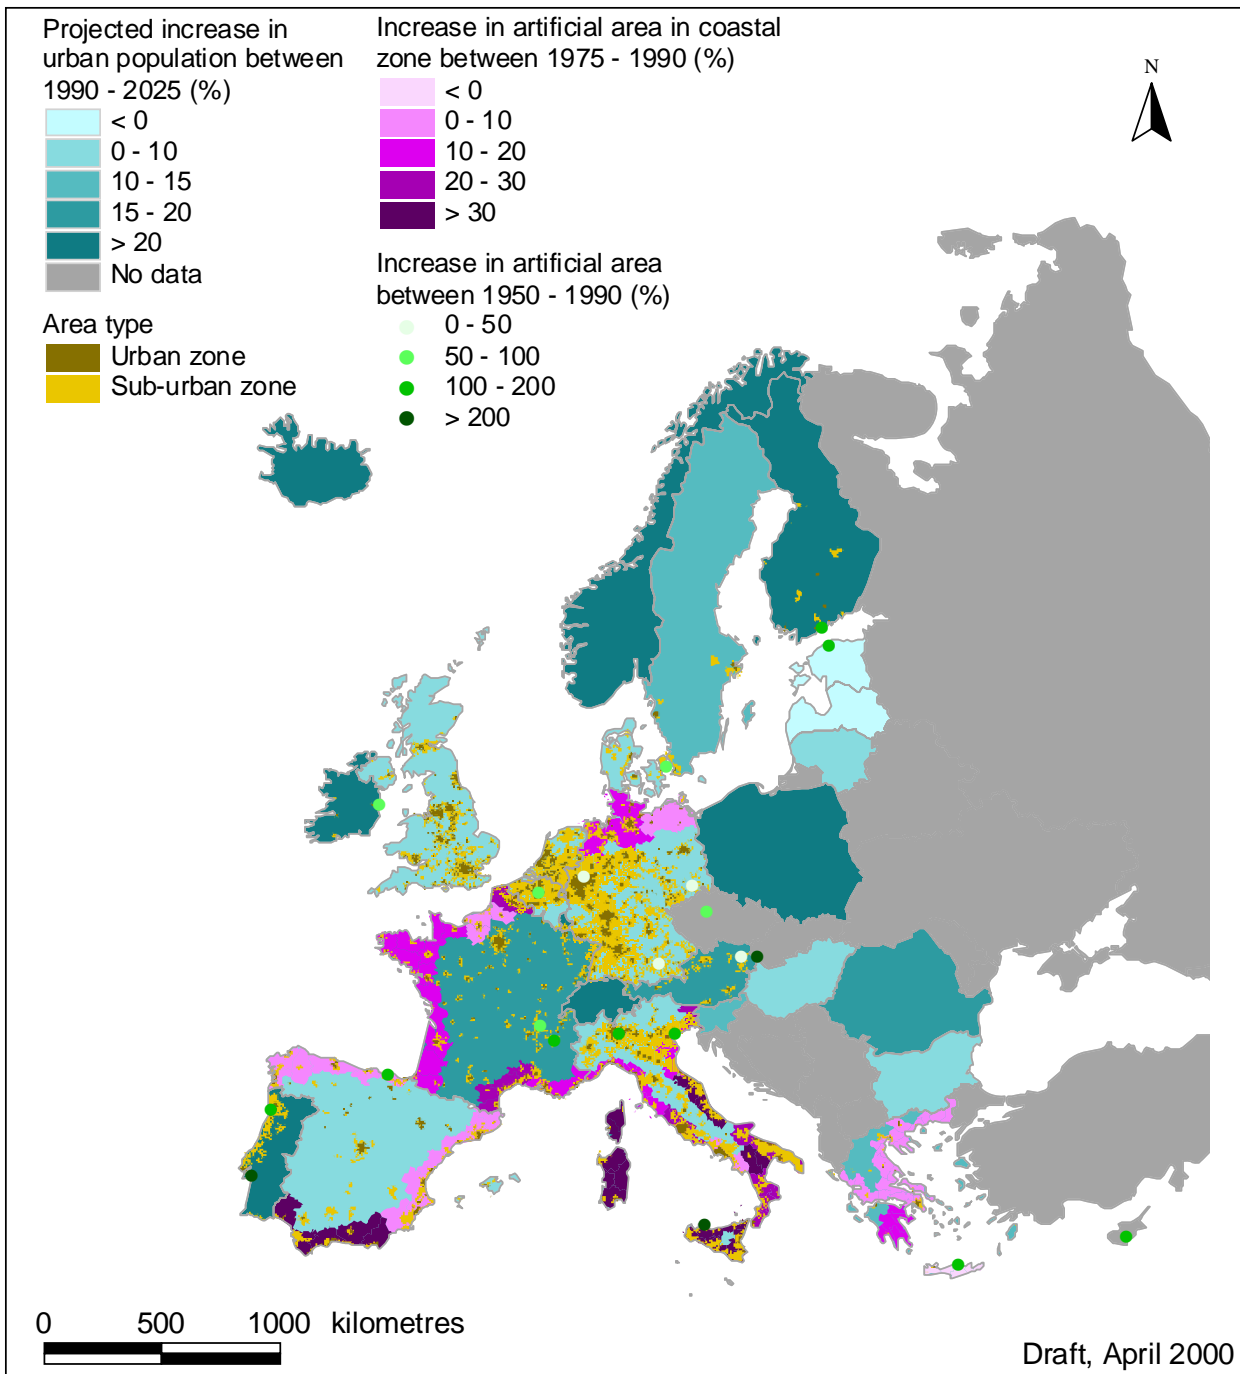 Projected increase in
urban population between
1990 - 2025 (%)
< 0
0 - 10
10 - 15
15 - 20
> 20
No data
Area type
Urban zone
Sub-urban zone
Increase in artificial area in coastal
zone between 1975 - 1990 (%)
< 0
0 - 10
10 - 20
20 - 30
> 30
Increase in artificial area
between 1950 - 1990 (%)
0 - 50
50 - 100
100 - 200
> 200
N
0 500 1000 kilometres
Draft, April 2000